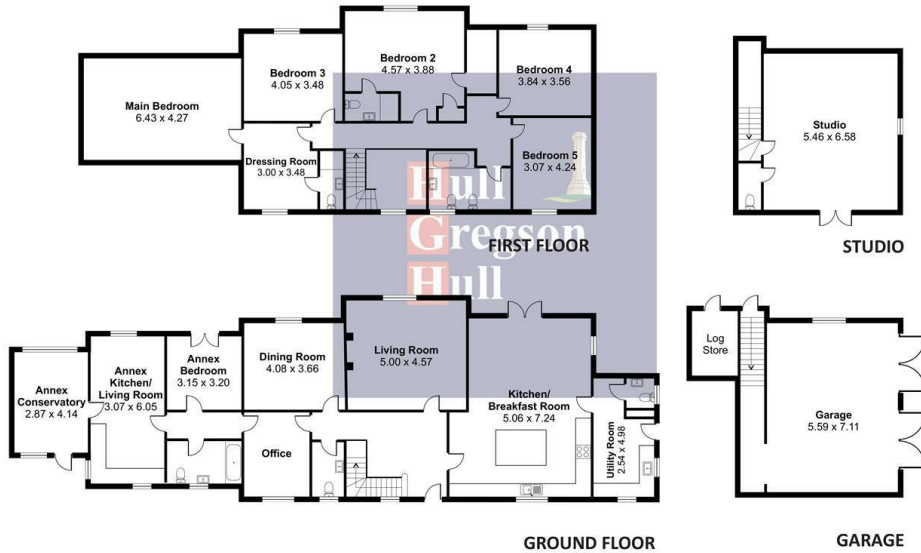 Main Bedroom
6.43 x 4.27
Bedroom 3
4.05 x 3.48
Bedroom 2
4.57 x 3.88
Bedroom 4
3.84 x 3.56
Dressing Room
3.00 x 3.48
Bedroom 5
3.07 x 4.24
Hull
Gregson
Hull
FIRST FLOOR
Studio
5.46 x 6.58
STUDIO
Annex
Conservatory
2.87 x 4.14
Annex
Kitchen/
Living Room
3.07 x 6.05
Annex
Bedroom
3.15 x 3.20
Dining Room
4.08 x 3.66
Living Room
5.00 x 4.57
Office
Kitchen/
Breakfast Room
5.06 x 7.24
Utility Room
2.54 x 4.98
GROUND FLOOR
Log
Store
Garage
5.59 x 7.11
GARAGE